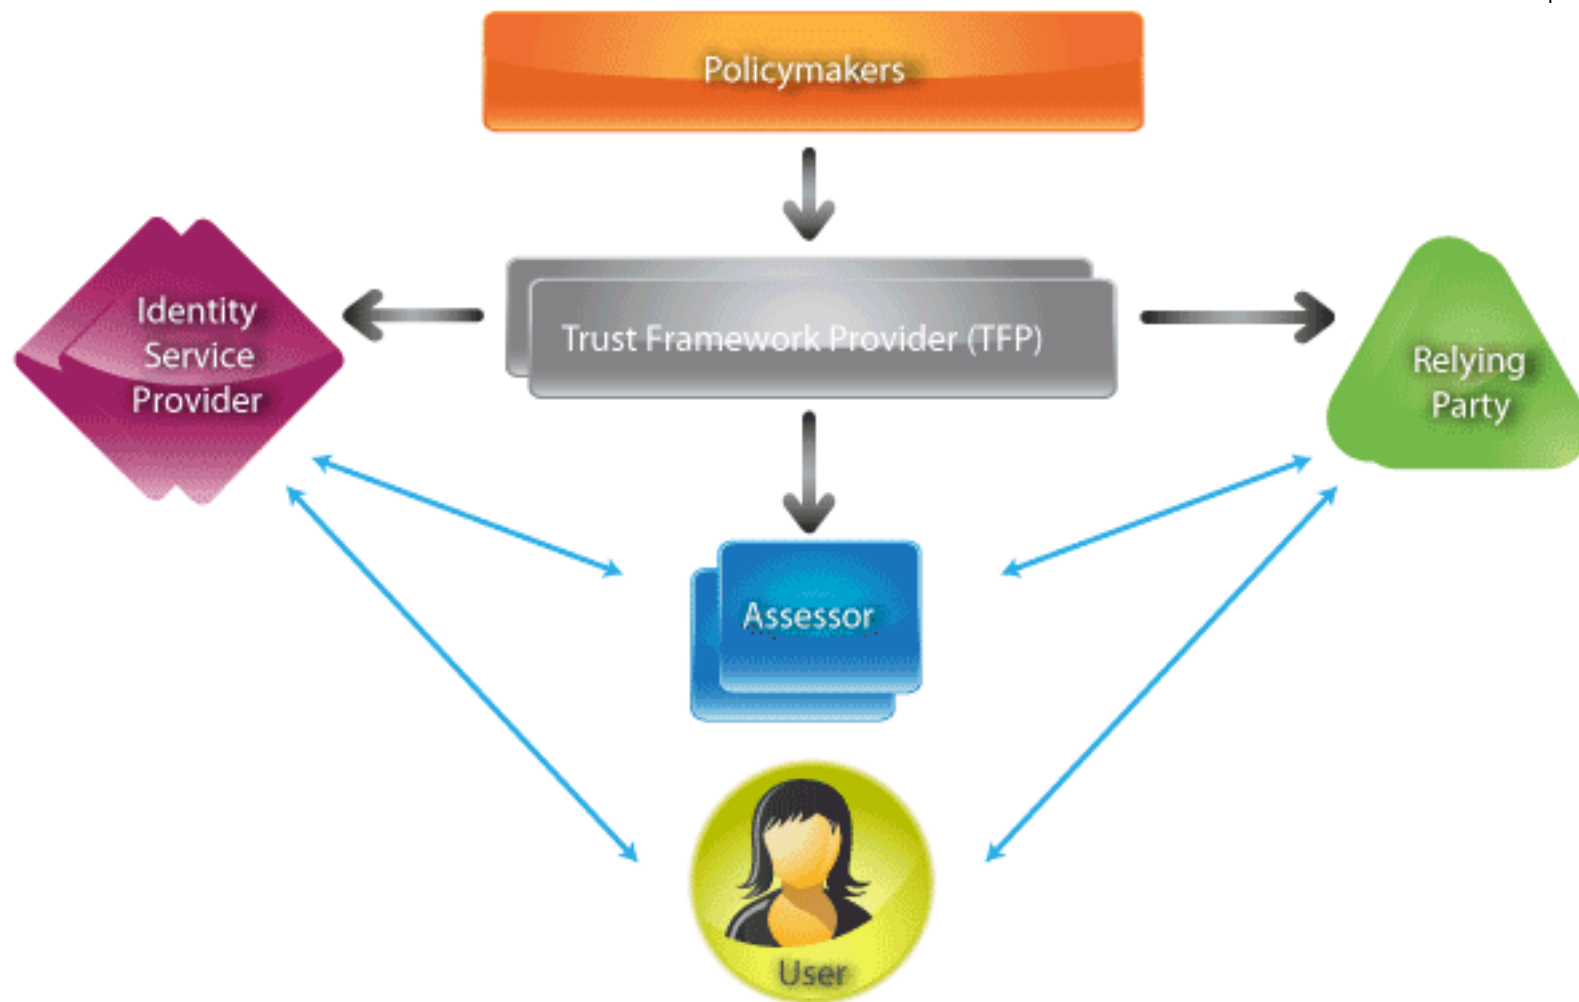 Policymakers
Identity
Service
Provider
Trust Framework Provider (TFP)
Relying
Party
Assessor
User